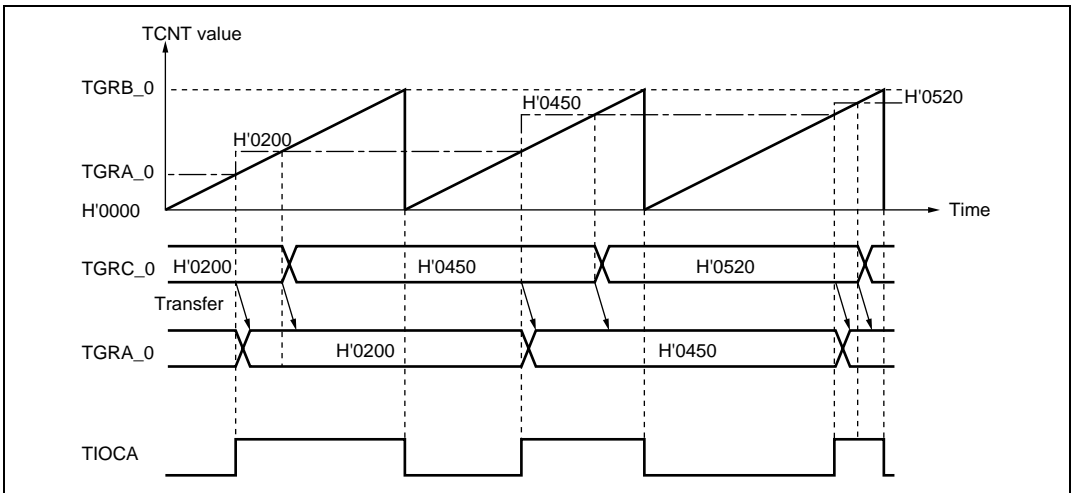 TCNT value
TGRB_0
H'0520
H'0450
H'0200
TGRA_0
H'0000
Time
TGRC_0
H'0200
H'0450
H'0520
Transfer
TGRA_0
H'0200
H'0450
TIOCA